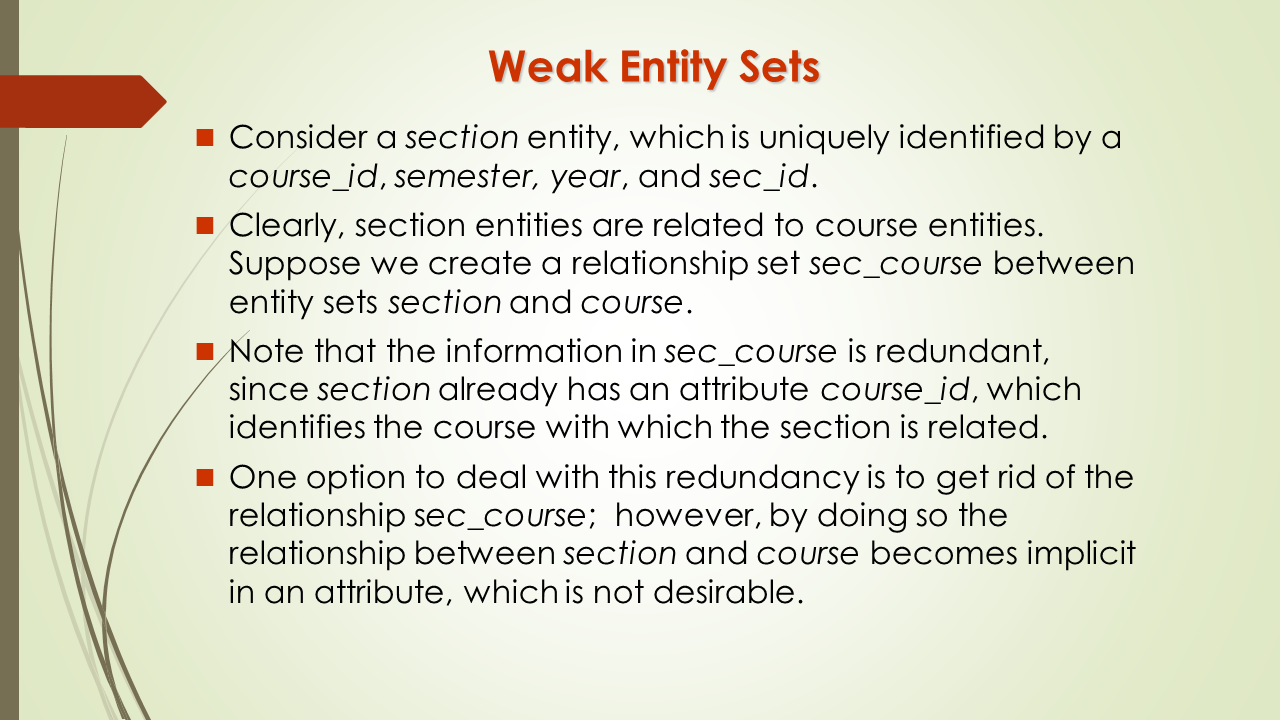 Weak Entity Sets
Consider a section entity, which is uniquely identified by a
course_id, semester, year, and sec_id.
Clearly, section entities are related to course entities.
Suppose we create a relationship set sec_course between
entity sets section and course.
Note that the information in sec_course is redundant,
since section already has an attribute course_id, which
identifies the course with which the section is related.
One option to deal with this redundancy is to get rid of the
relationship sec_course; however, by doing so the
relationship between section and course becomes implicit
in an attribute, which is not desirable.